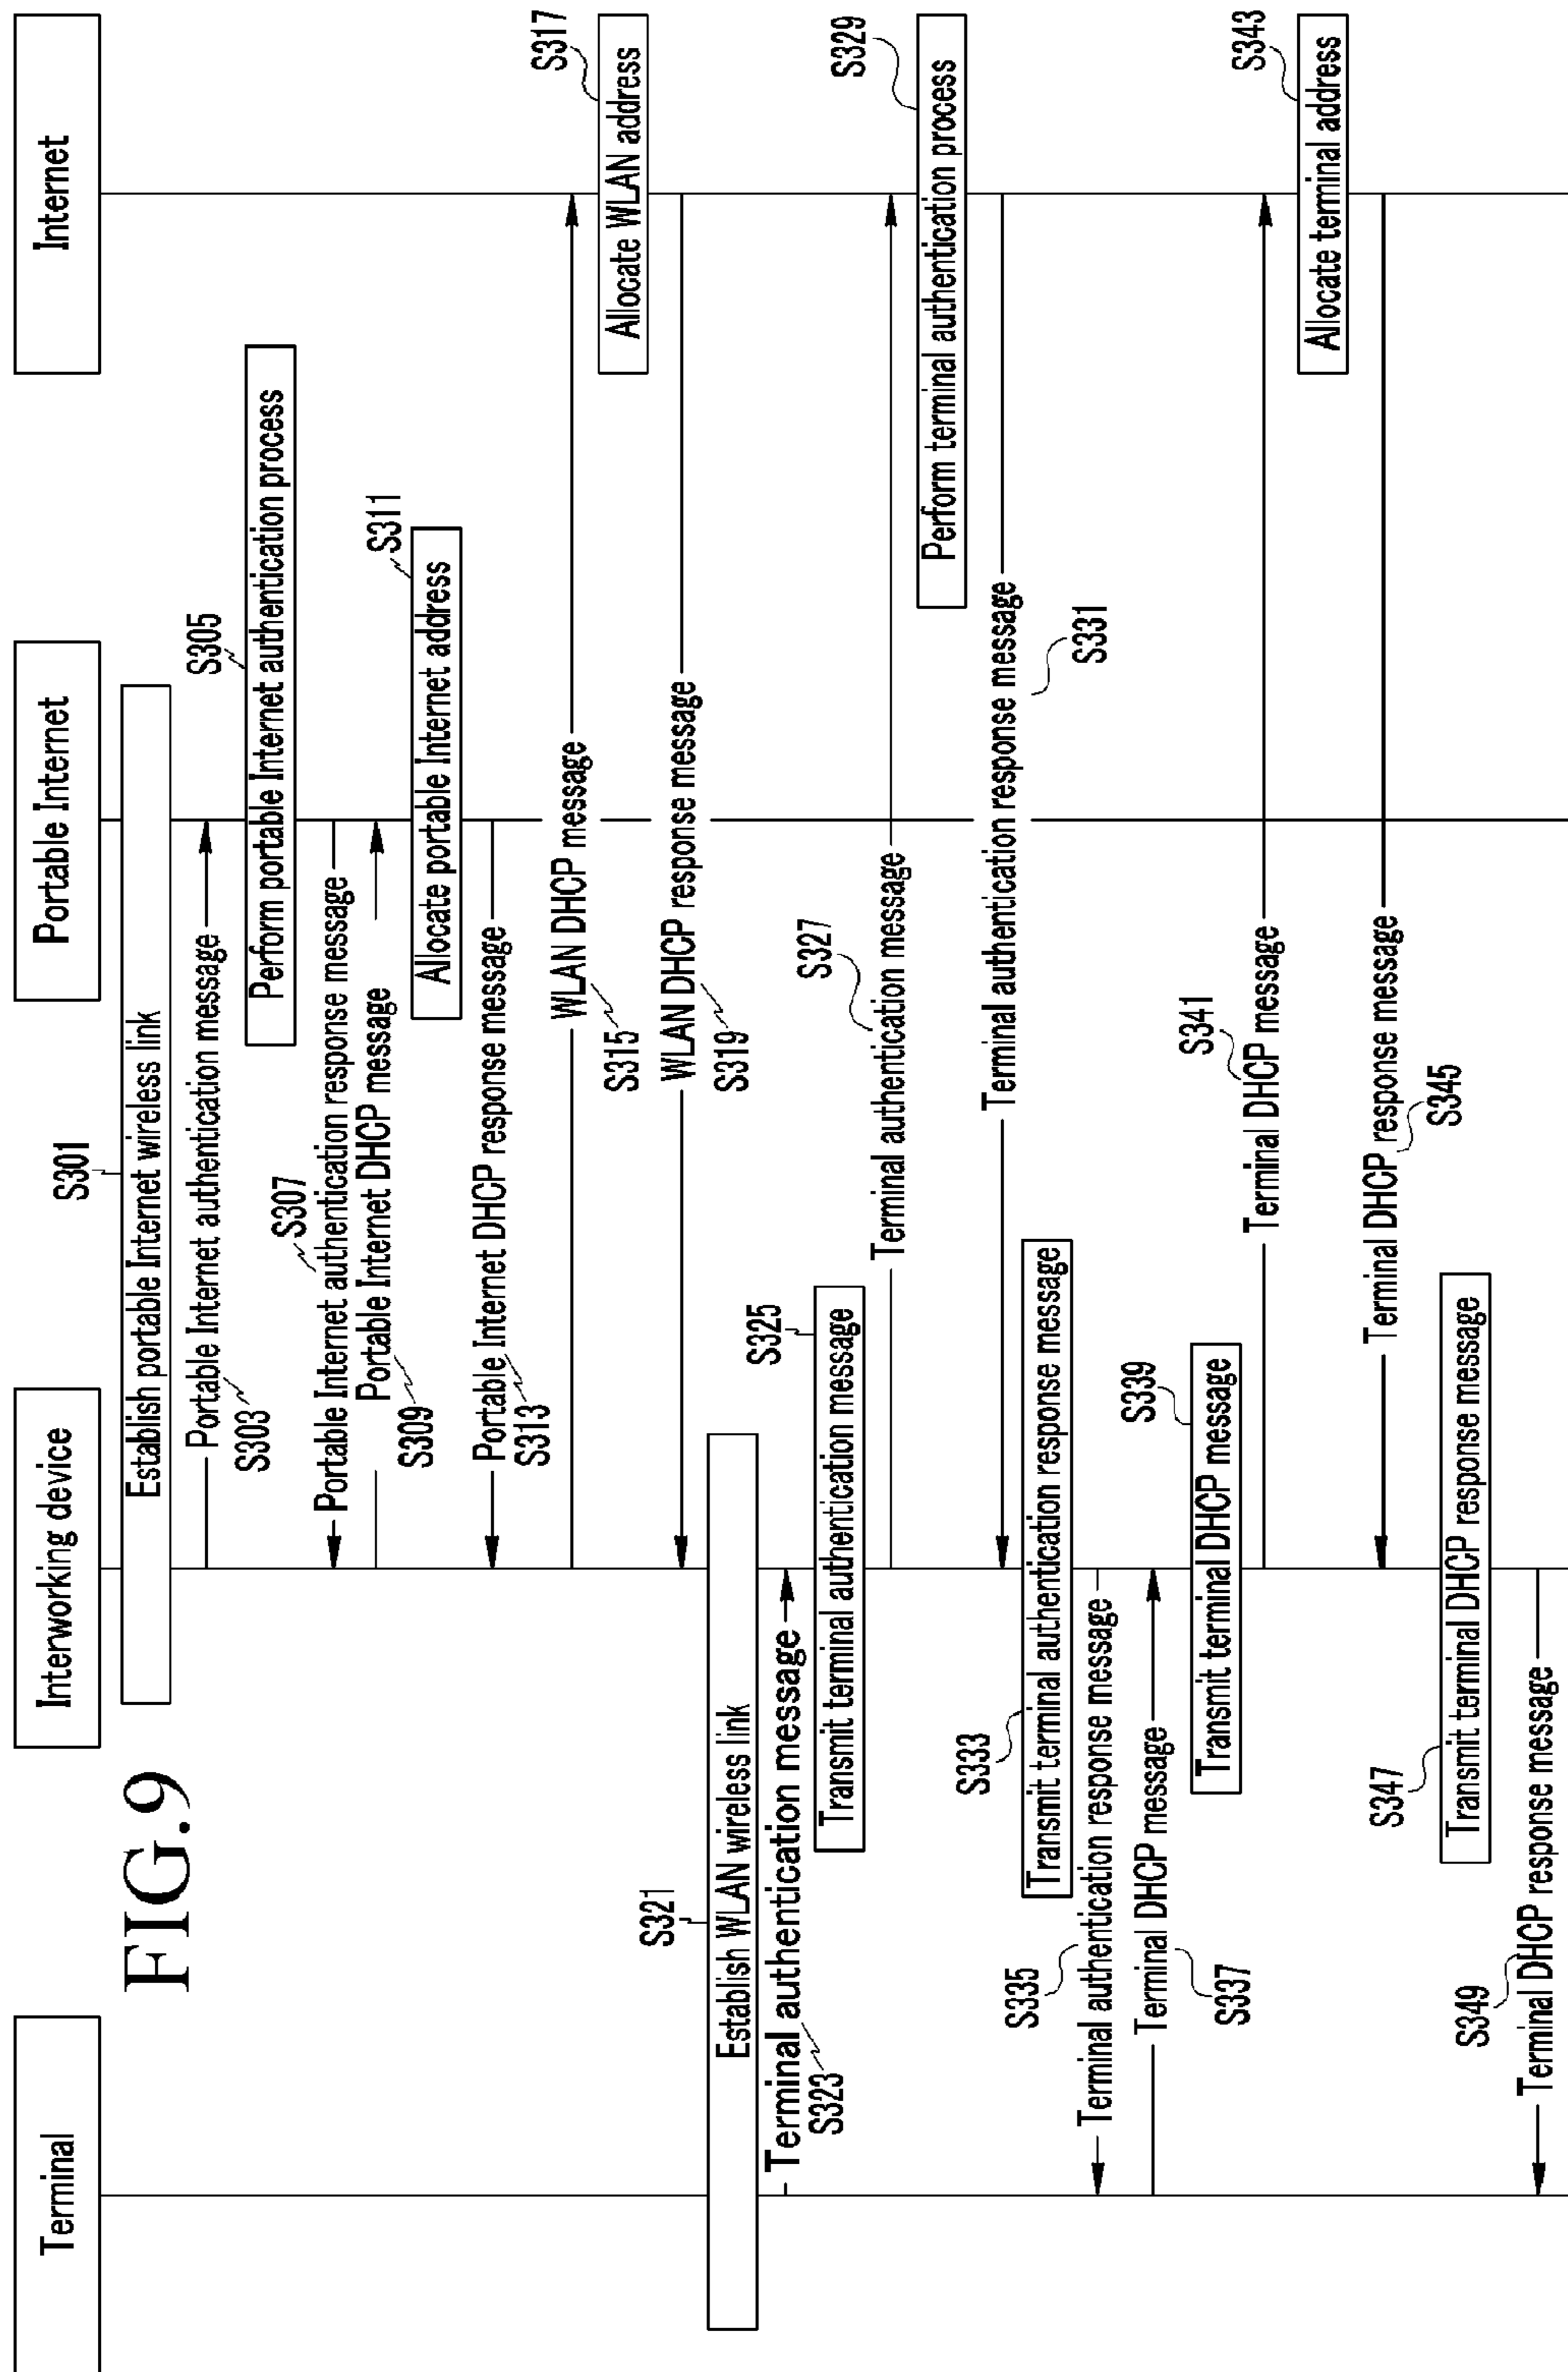 FIG.9
Terminal
Interworking device
Portable Internet
Internet
S301
Establish portable Internet wireless link
Portable Internet authentication message
S303
S305
Perform portable Internet authentication process
S307
Portable Internet authentication response message
Portable Internet DHCP message
S309
S311
Allocate portable Internet address
Portable Internet DHCP response message
S313
WLAN DHCP message
S315
S317
Allocate WLAN address
WLAN DHCP response message
S319
S321
Establish WLAN wireless link
Terminal authentication message
S323
S325
Transmit terminal authentication message
S327
Terminal authentication message
S329
Perform terminal authentication process
Terminal authentication response message
S331
S333
Transmit terminal authentication response message
S335
Terminal authentication response message
Terminal DHCP message
S337
S339
Transmit terminal DHCP message
S341
Terminal DHCP message
S343
Allocate terminal address
Terminal DHCP response message
S345
S347
Transmit terminal DHCP response message
S349
Terminal DHCP response message